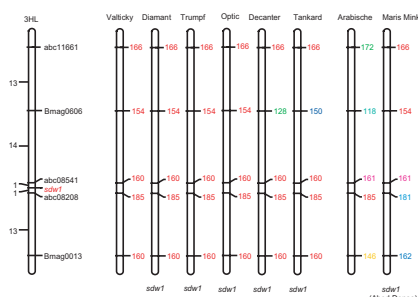 3HL
Valticky Diamant Trumpf Optic Decanter Tankard Arabische Maris Mink
abc11661 166 166 166 166 166 166 172 166
13
Bmag0606 154 154 154 154 128 150 118 154
14
abc08541 160 160 160 160 160 160 161 161
1 sdw1
1 abc08208 185 185 185 185 185 185 185 181
13
Bmag0013 160 160 160 160 160 160 146 162
sdw1 sdw1 sdw1 sdw1 sdw1 sdw1